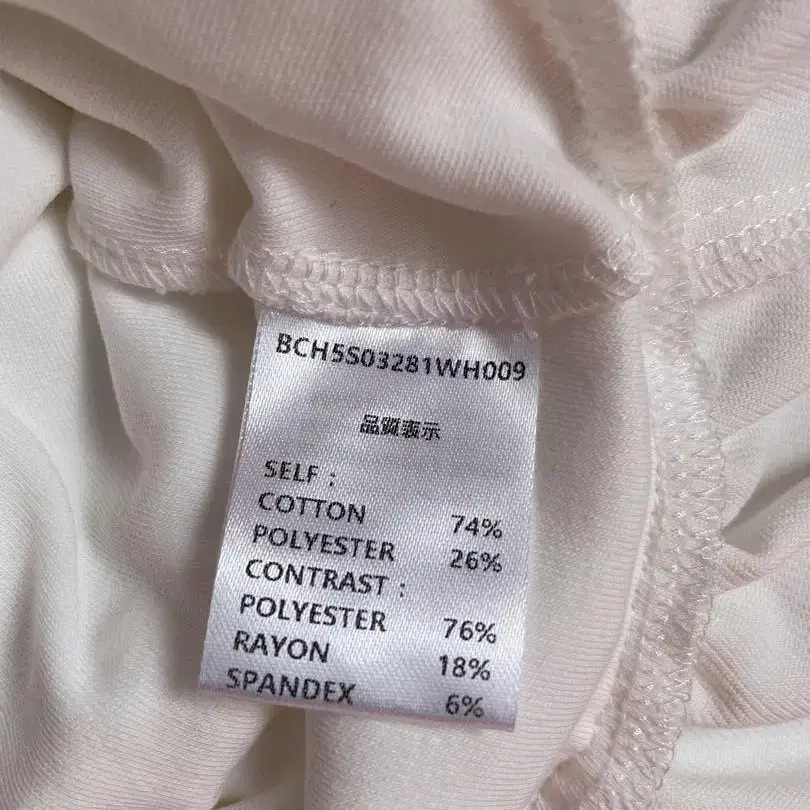 BCH5S03281WH009
品質表示
SELF :
COTTON 74%
POLYESTER 26%
CONTRAST :
POLYESTER 76%
RAYON 18%
SPANDEX 6%